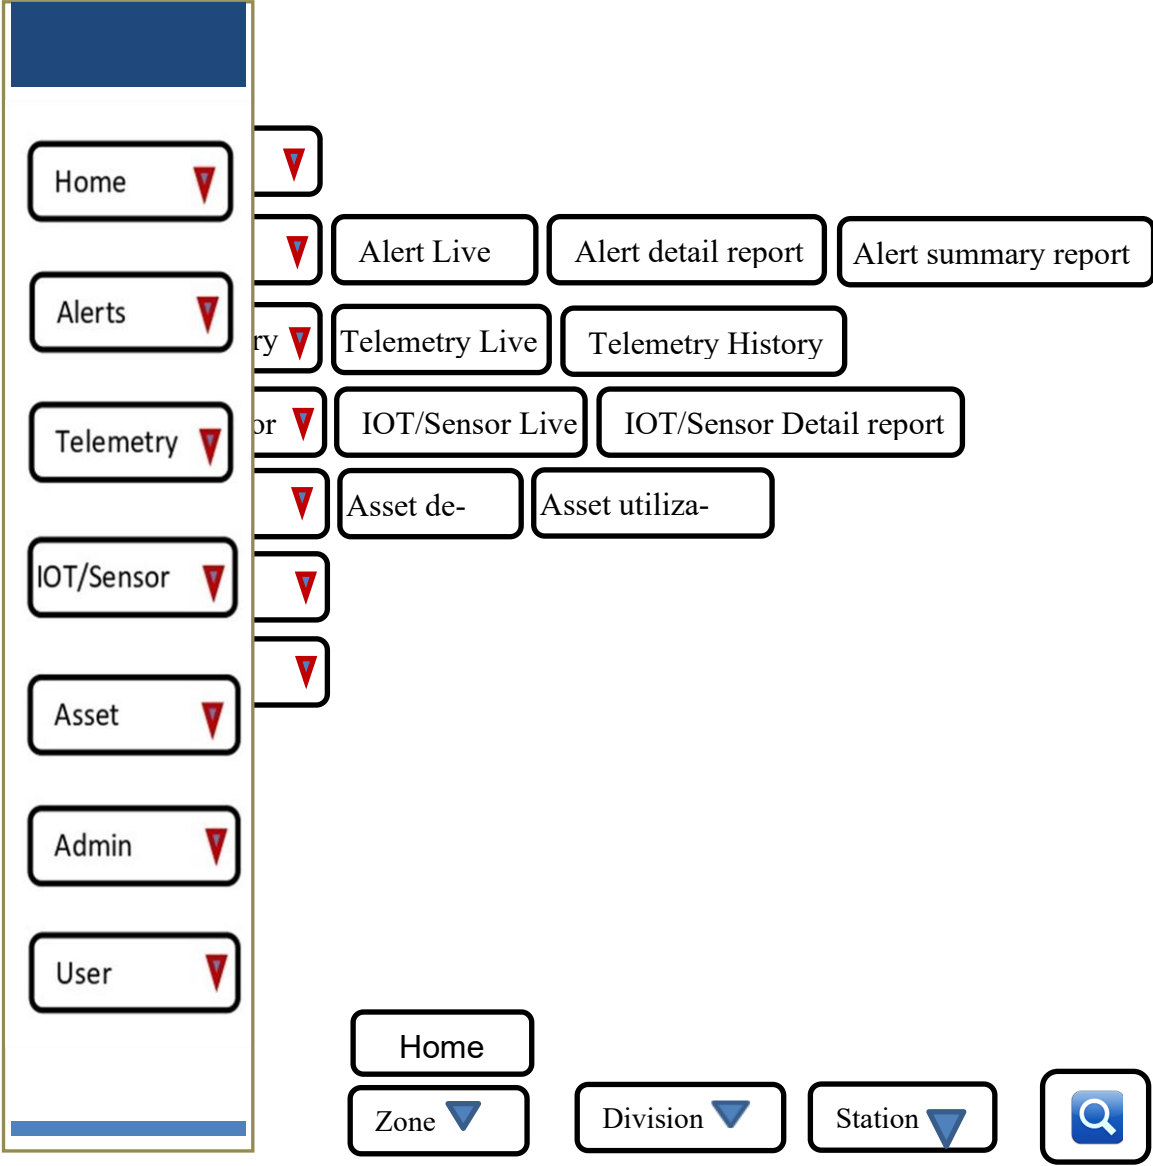 Home
Alerts
Alert Live
Alert detail report
Alert summary report
ry
Telemetry Live
Telemetry History
Telemetry
or
IOT/Sensor Live
IOT/Sensor Detail report
Asset de-
Asset utiliza-
IOT/Sensor
Asset
Admin
User
Home
Zone
Division
Station